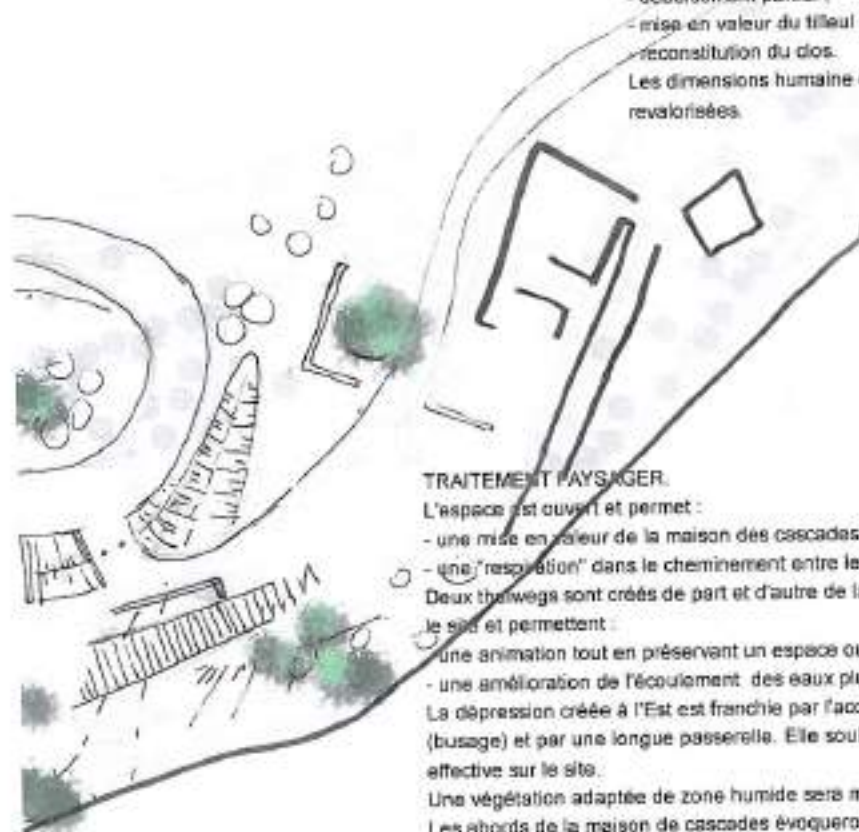 - mise en valeur du tilleul
- reconstitution du clos.
Les dimensions humaine
revalorisées.
TRAITEMENT PAYSAGER.
L'espace est ouvert et permet :
- une mise en valeur de la maison des cascades
- une "respiration" dans le cheminement entre le
Deux thalwegs sont créés de part et d'autre de la
le site et permettent :
- une animation tout en préservant un espace ou
- une amélioration de l'écoulement des eaux plu
La dépression créée à l'Est est franchie par l'acc
(busage) et par une longue passerelle. Elle soul
effective sur le site.
Une végétation adaptée de zone humide sera m
Les abords de la maison de cascades évoquero